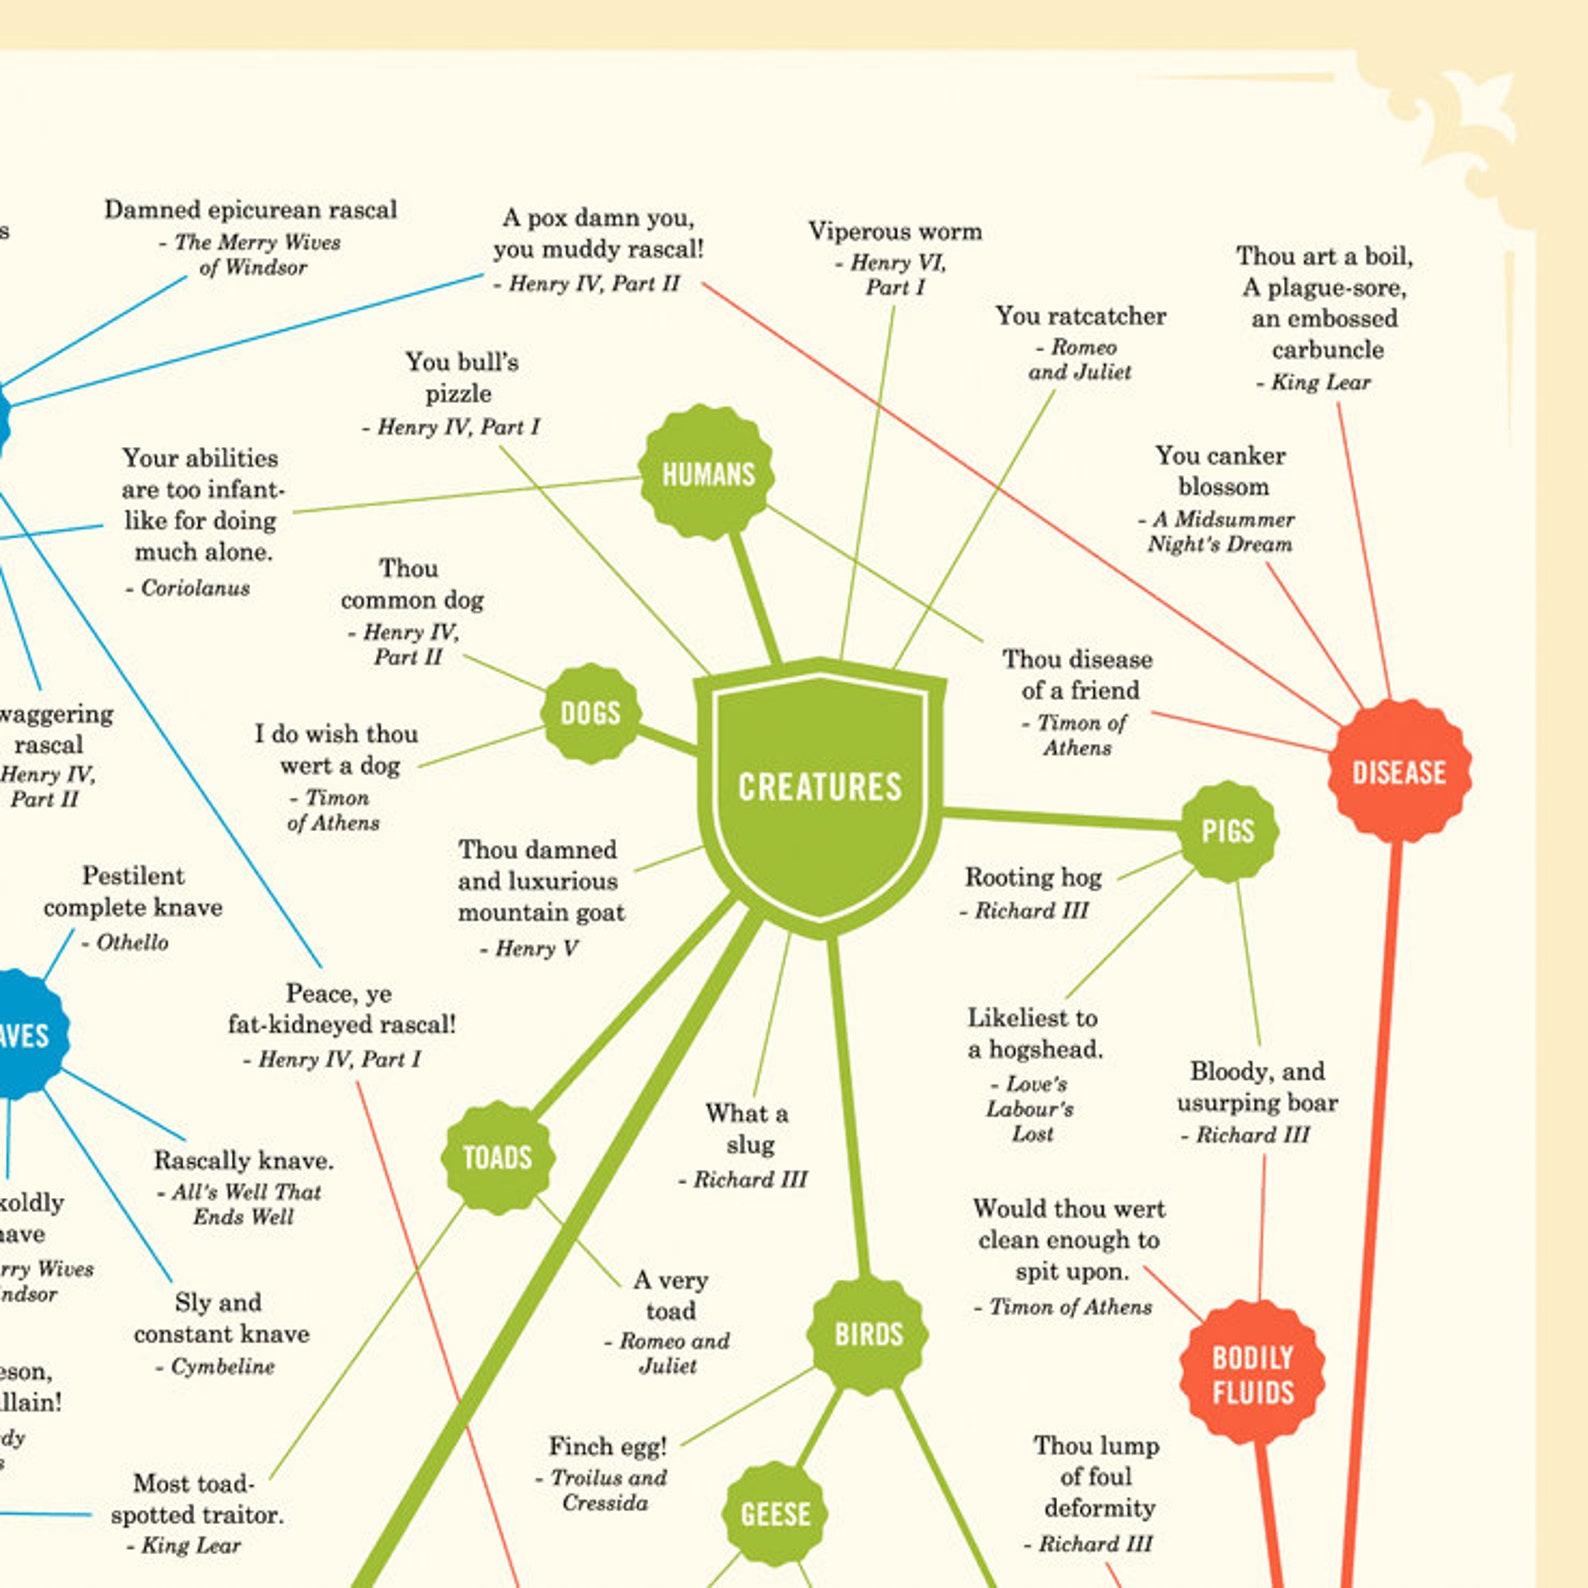 s
Damned epicurean rascal
- The Merry Wives
of Windsor
A pox damn you,
you muddy rascal!
- Henry IV, Part II
Viperous worm
- Henry VI,
Part I
You ratcatcher
- Romeo
and Juliet
Thou art a boil,
A plague-sore,
an embossed
carbuncle
- King Lear
You bull's
pizzle
- Henry IV, Part I
HUMANS
Your abilities
are too infant-
like for doing
much alone.
- Coriolanus
You canker
blossom
- A Midsummer
Night's Dream
Thou
common dog
- Henry IV,
Part II
DOGS
Thou disease
of a friend
- Timon of
Athens
DISEASE
waggering
rascal
Henry IV,
Part II
I do wish thou
wert a dog
- Timon
of Athens
CREATURES
PIGS
Thou damned
and luxurious
mountain goat
- Henry V
Rooting hog
- Richard III
Pestilent
complete knave
- Othello
AVES
Peace, ye
fat-kidneyed rascal!
- Henry IV, Part I
Likeliest to
a hogshead.
- Love's
Labour's
Lost
Bloody, and
usurping boar
- Richard III
TOADS
What a
slug
- Richard III
Rascally knave.
- All's Well That
Ends Well
koldly
nave
rry Wives
ndsor
Would thou wert
clean enough to
spit upon.
- Timon of Athens
Sly and
constant knave
- Cymbeline
A very
toad
- Romeo and
Juliet
BIRDS
BODILY
FLUIDS
eson,
illain!
dy
s
Finch egg!
- Troilus and
Cressida
GEESE
Thou lump
of foul
deformity
- Richard III
Most toad-
spotted traitor.
- King Lear